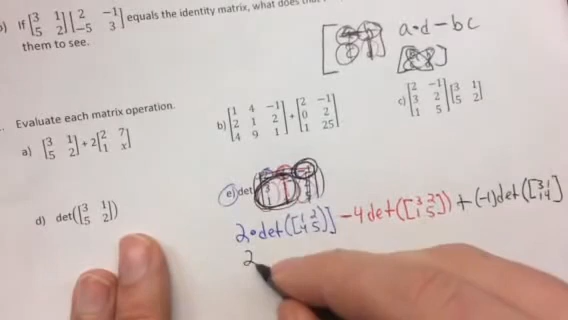 If [3 1 5 2][2 -1 -5 3] equals the identity matrix, what does
them to see.
a•d-bc
Evaluate each matrix operation.
a) [3 1 5 2]+2[2 7 1 x]
b) [1 4 -1 2 1 2 4 9 1]+[2 -1 0 2 1 25]
c) [2 -1 3 2 1 5][3 1 5 2]
d) det([3 1 5 2])
e) det
2•det([1 2 4 5])-4det([3 2 1 5])+(-1)det([3 1 1 4]
2